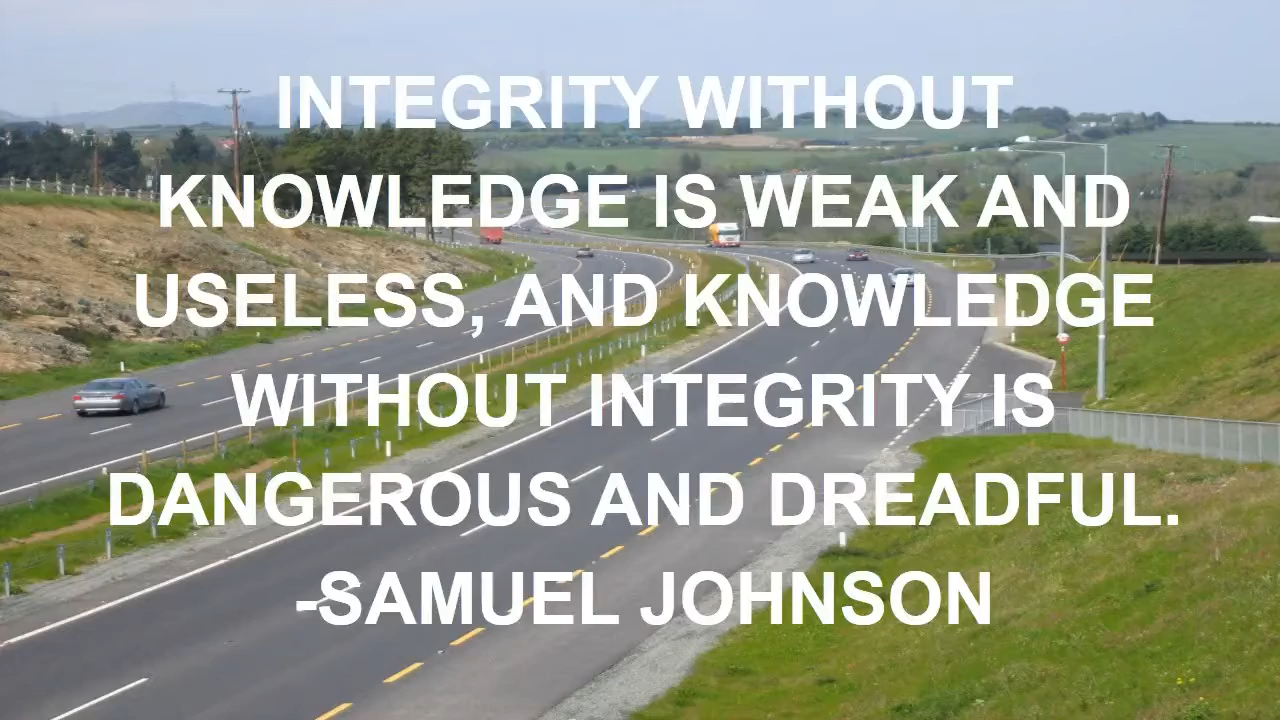 INTEGRITY WITHOUT
KNOWLEDGE IS WEAK AND
USELESS, AND KNOWLEDGE
WITHOUT INTEGRITY IS
DANGEROUS AND DREADFUL.
-SAMUEL JOHNSON